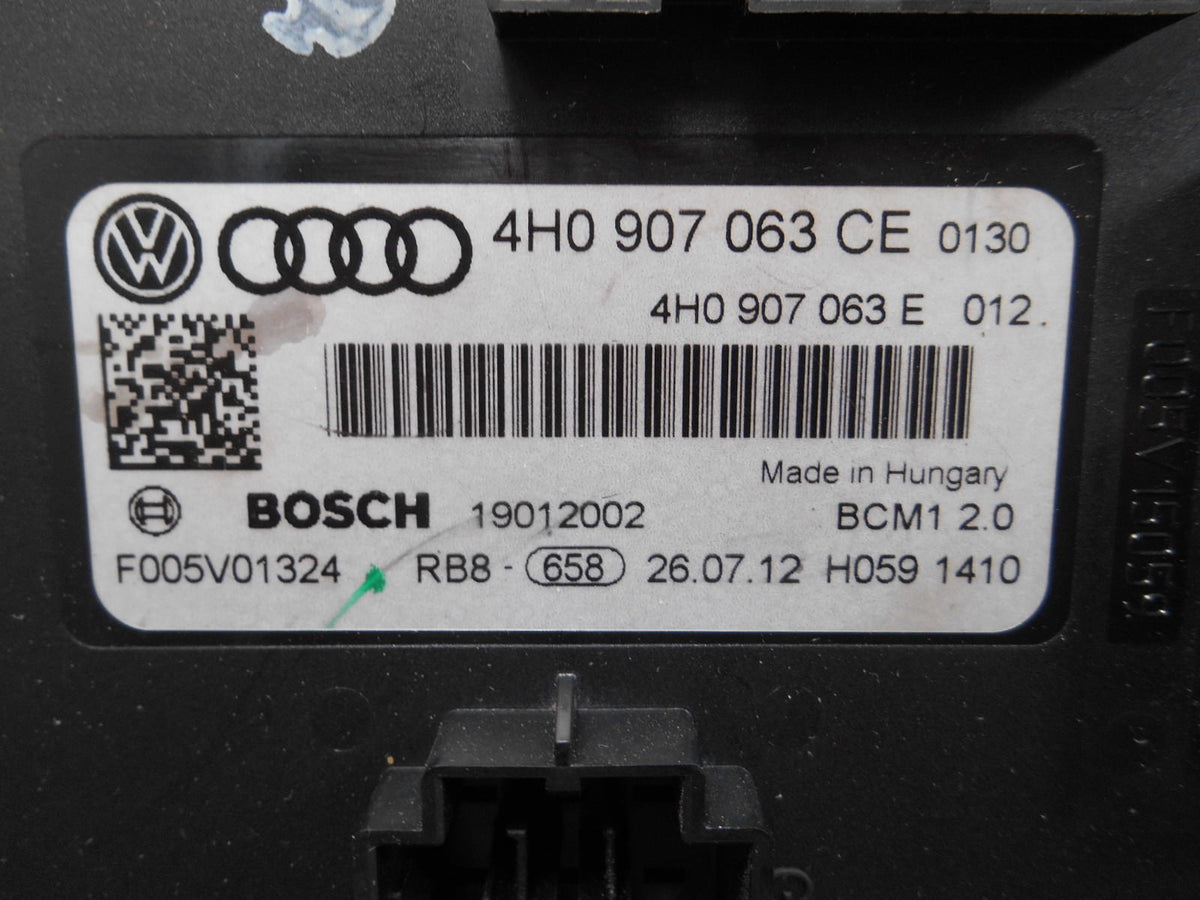 4H0 907 063 CE 0130
4H0 907 063 E 012.
Made in Hungary
BOSCH 19012002 BCM1 2.0
F005V01324 RB8 - 658 26.07.12 H059 1410